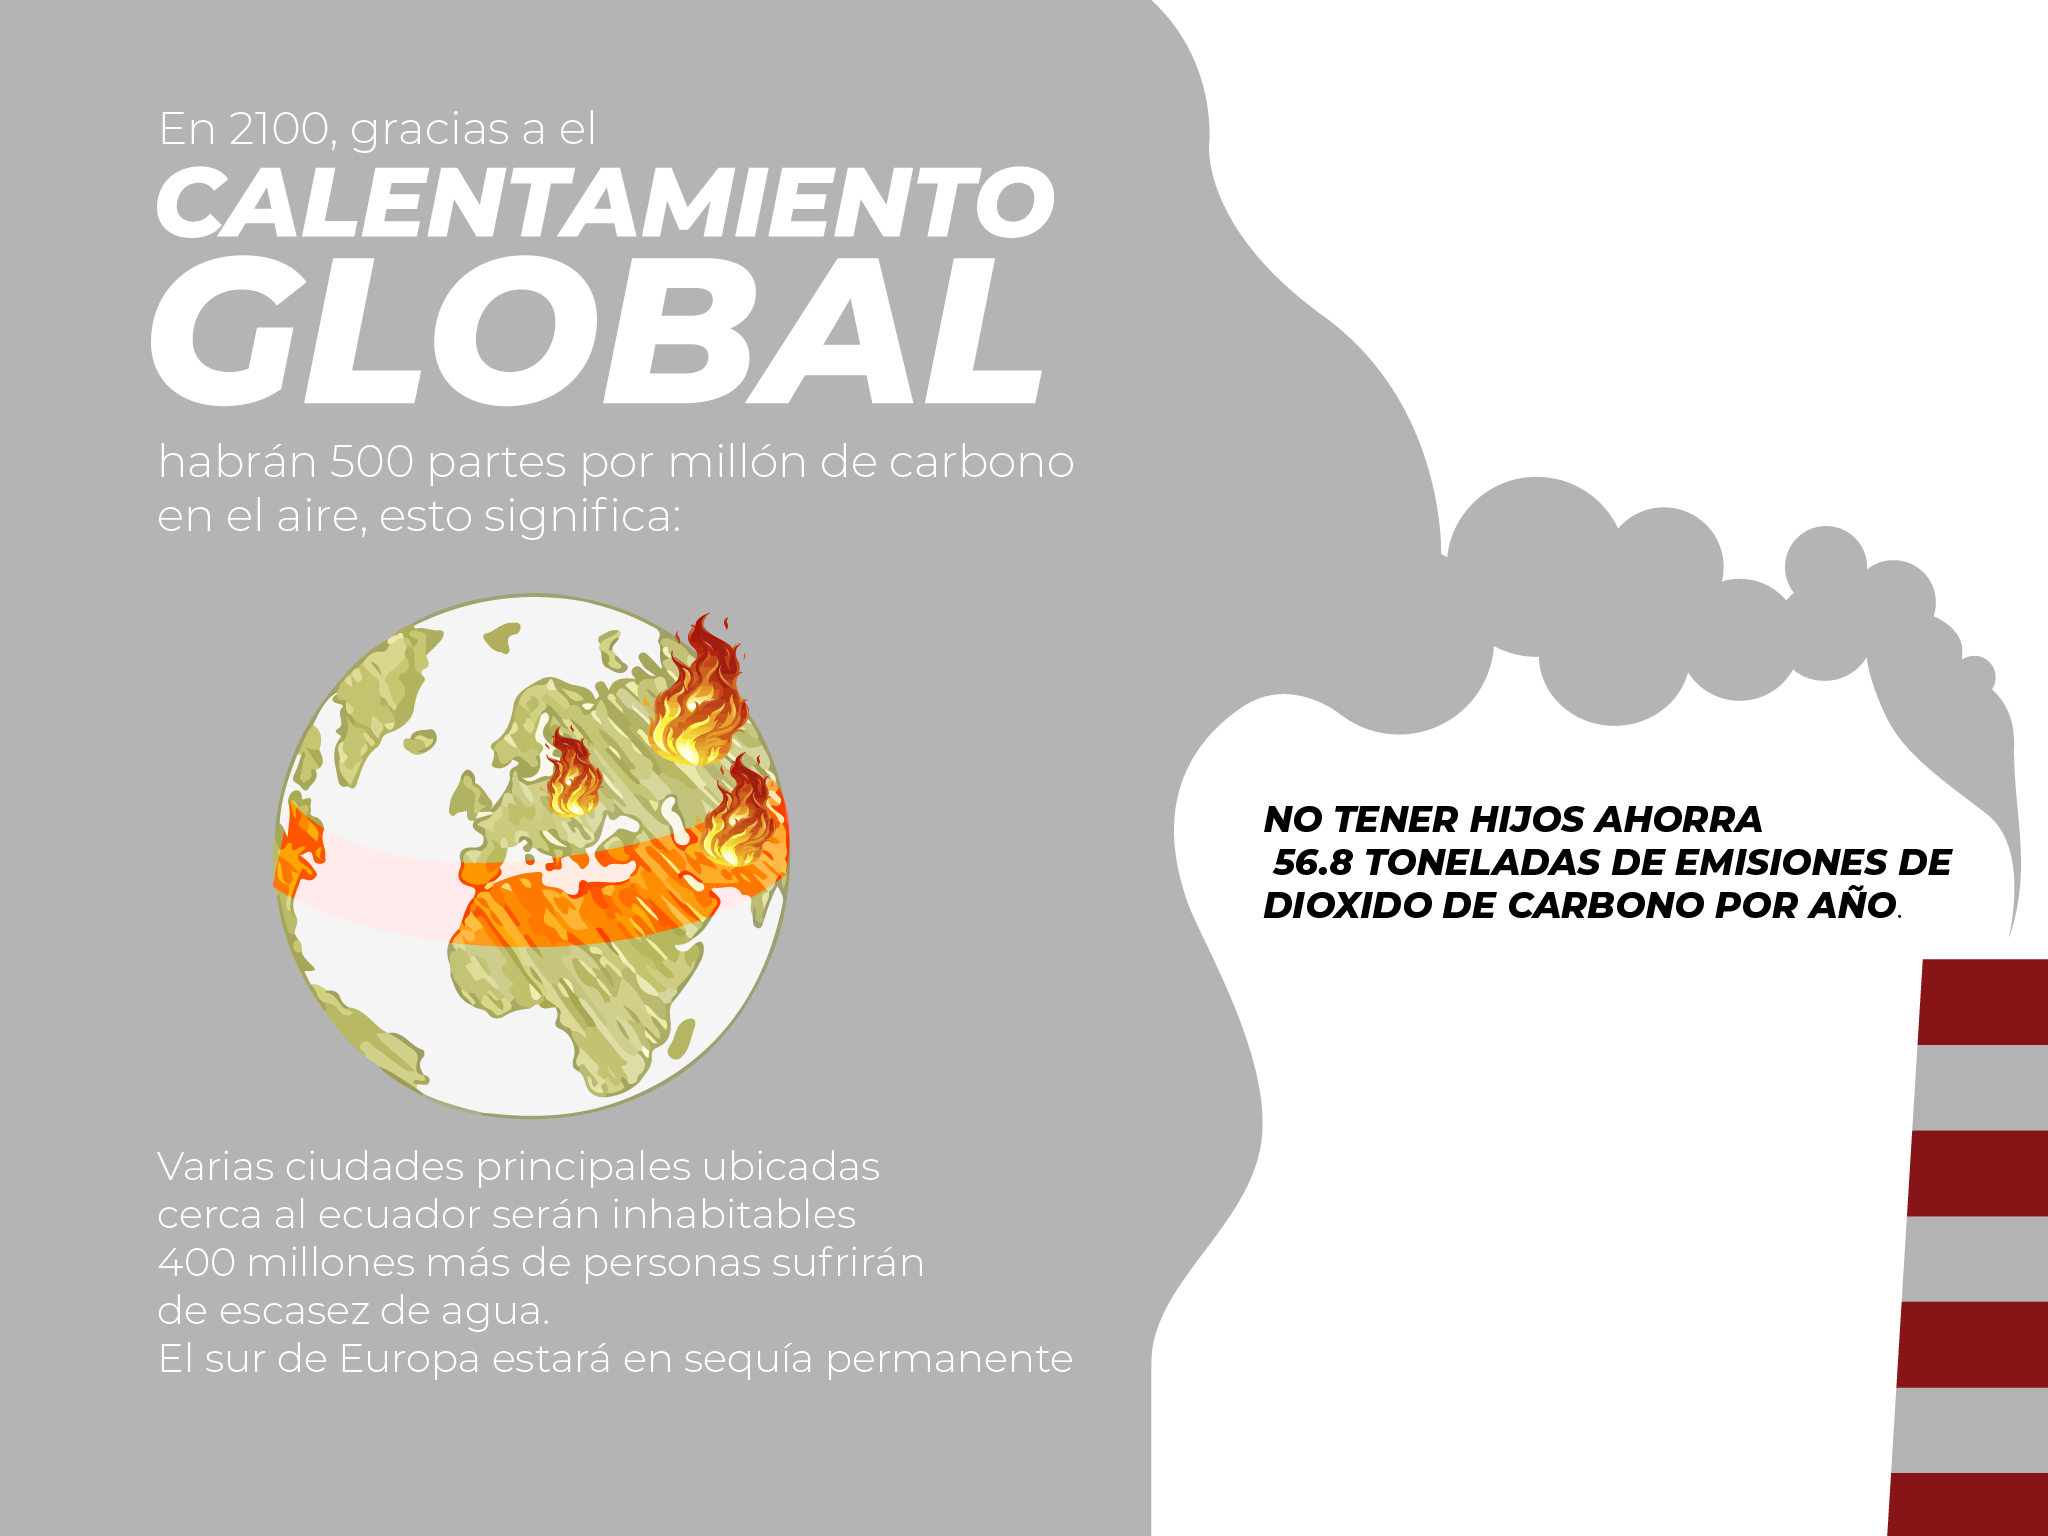 En 2100, gracias a el
CALENTAMIENTO
GLOBAL
habrán 500 partes por millón de carbono
en el aire, esto significa:
Varias ciudades principales ubicadas
cerca al ecuador serán inhabitables
400 millones más de personas sufrirán
de escasez de agua.
El sur de Europa estará en sequía permanente
NO TENER HIJOS AHORRA
56.8 TONELADAS DE EMISIONES DE
DIOXIDO DE CARBONO POR AÑO.